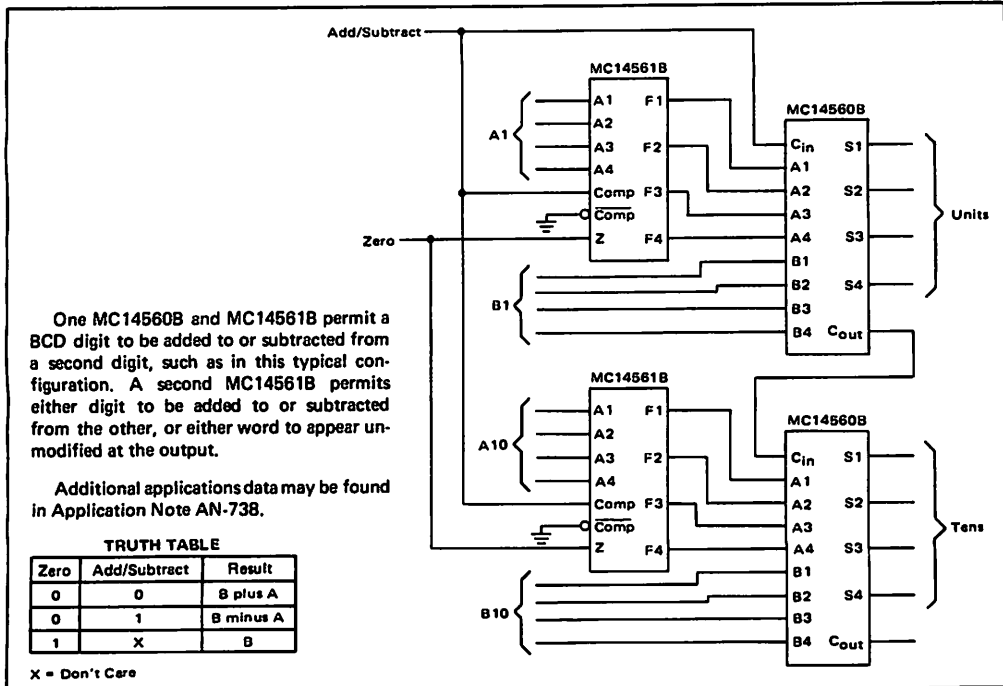 Add/Subtract
MC14561B
A1
A1 F1
A2
A3 F2
A4
Comp F3
Comp
Z F4
Zero
MC14560B
Cin S1
A1
A2 S2
A3
A4 S3
B1
B2 S4
B3
B4 Cout
B1
Units
One MC14560B and MC14561B permit a
BCD digit to be added to or subtracted from
a second digit, such as in this typical con-
figuration. A second MC14561B permits
either digit to be added to or subtracted
from the other, or either word to appear un-
modified at the output.
Additional applications data may be found
in Application Note AN-738.
MC14561B
A10
A1 F1
A2
A3 F2
A4
Comp F3
Comp
Z F4
MC14560B
Cin S1
A1
A2 S2
A3
A4 S3
B1
B2 S4
B3
B4 Cout
B10
Tens
TRUTH TABLE
Zero Add/Subtract Result
0 0 B plus A
0 1 B minus A
1 X B
X = Don't Care